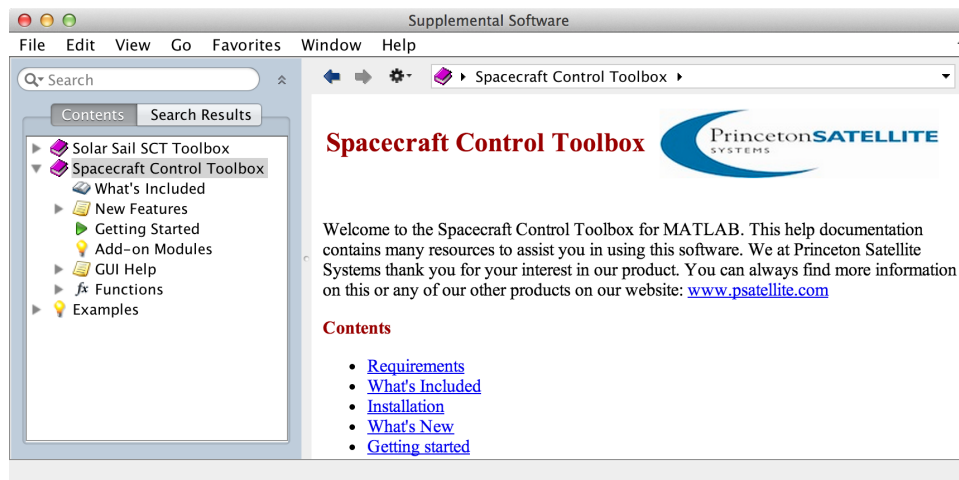 Supplemental Software
File Edit View Go Favorites Window Help
Search
Spacecraft Control Toolbox
Contents Search Results
Solar Sail SCT Toolbox
Spacecraft Control Toolbox
What's Included
New Features
Getting Started
Add-on Modules
GUI Help
fx Functions
Examples
Spacecraft Control Toolbox
PrincetonSATELLITE
SYSTEMS
Welcome to the Spacecraft Control Toolbox for MATLAB. This help documentation
contains many resources to assist you in using this software. We at Princeton Satellite
Systems thank you for your interest in our product. You can always find more information
on this or any of our other products on our website: www.psatellite.com
Contents
• Requirements
• What's Included
• Installation
• What's New
• Getting started